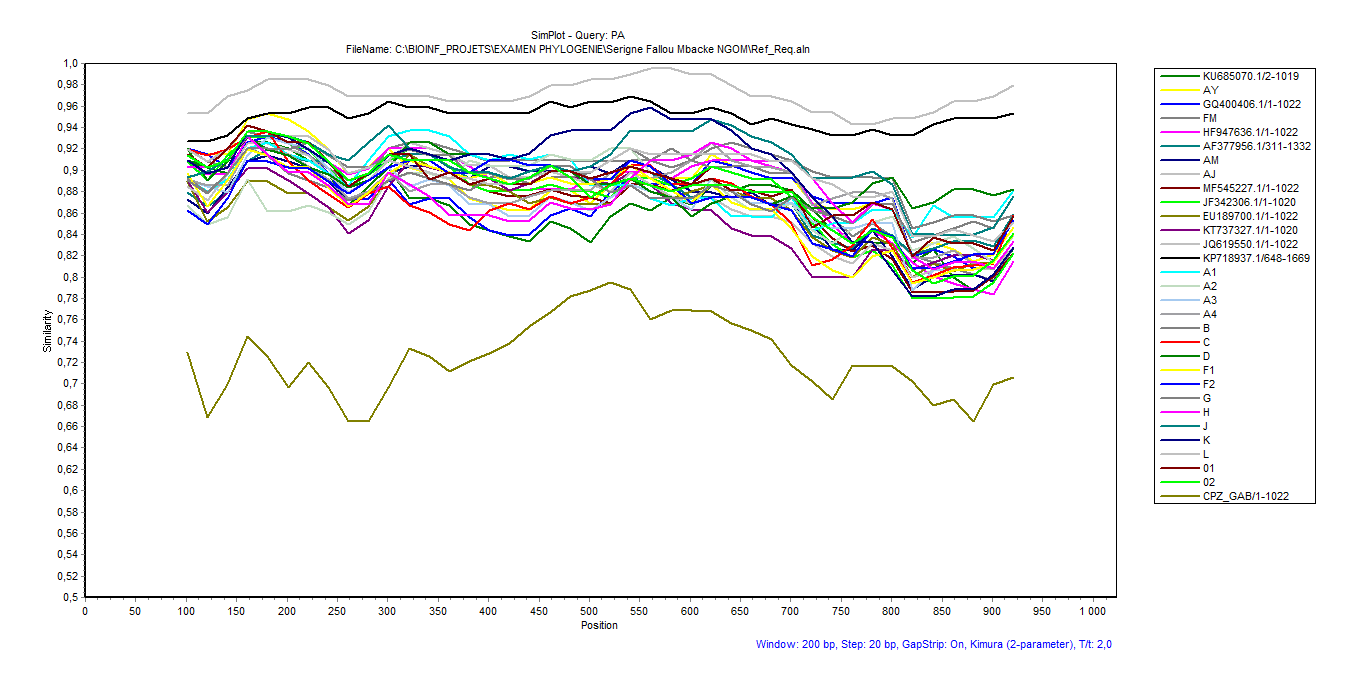 SimPlot - Query: PA
FileName: C:\BIOINF_PROJETS\EXAMEN PHYLOGENIE\Serigne Fallou Mbacke NGOM\Ref_Req.aln
1,0
0,98
0,96
0,94
0,92
0,9
0,88
0,86
0,84
0,82
0,8
0,78
0,76
0,74
0,72
0,7
0,68
0,66
0,64
0,62
0,6
0,58
0,56
0,54
0,52
0,5
Similarity
0 50 100 150 200 250 300 350 400 450 500 550 600 650 700 750 800 850 900 950 1 000
Position
Window: 200 bp, Step: 20 bp, GapStrip: On, Kimura (2-parameter), T/t: 2,0
KU685070.1/2-1019
AY
GQ400406.1/1-1022
FM
HF947636.1/1-1022
AF377956.1/311-1332
AM
AJ
MF545227.1/1-1022
JF342306.1/1-1020
EU189700.1/1-1022
KT737327.1/1-1020
JQ619550.1/1-1022
KP718937.1/648-1669
A1
A2
A3
A4
B
C
D
F1
F2
G
H
J
K
L
01
02
CPZ_GAB/1-1022